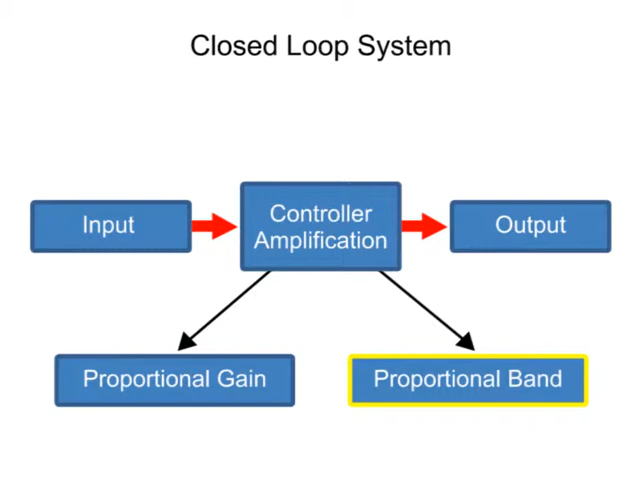 Closed Loop System
Input
Controller
Amplification
Output
Proportional Gain
Proportional Band